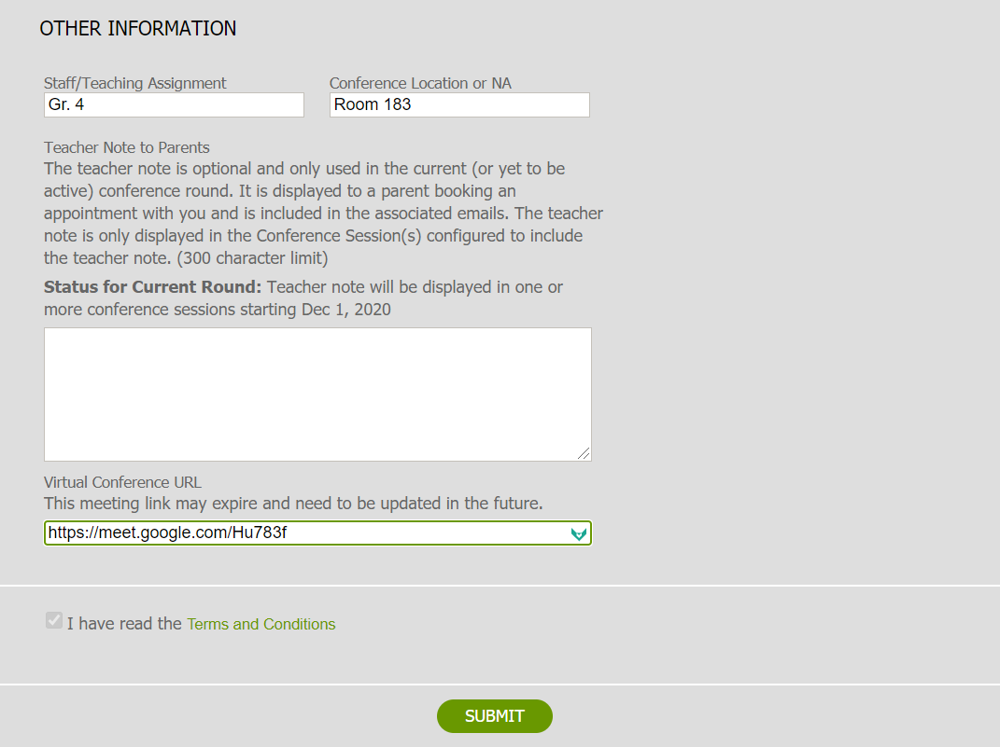 OTHER INFORMATION
Staff/Teaching Assignment
Conference Location or NA
Gr. 4
Room 183
Teacher Note to Parents
The teacher note is optional and only used in the current (or yet to be
active) conference round. It is displayed to a parent booking an
appointment with you and is included in the associated emails. The teacher
note is only displayed in the Conference Session(s) configured to include
the teacher note. (300 character limit)
Status for Current Round: Teacher note will be displayed in one or
more conference sessions starting Dec 1, 2020
Virtual Conference URL
This meeting link may expire and need to be updated in the future.
https://meet.google.com/Hu783f
I have read the Terms and Conditions
SUBMIT